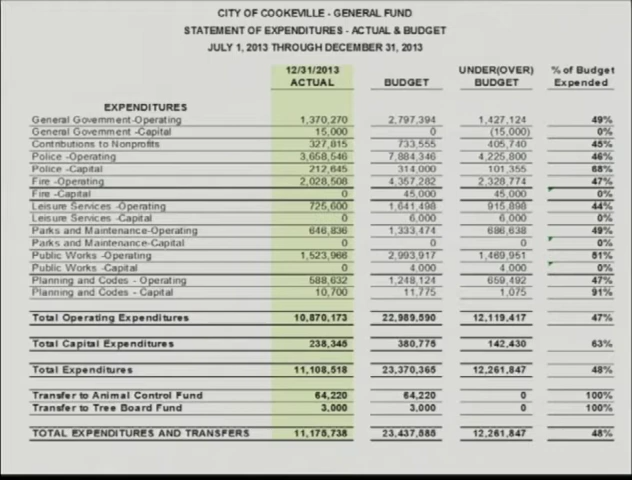 CITY OF COOKEVILLE - GENERAL FUND
STATEMENT OF EXPENDITURES - ACTUAL & BUDGET
JULY 1, 2013 THROUGH DECEMBER 31, 2013
12/31/2013 UNDER(OVER) % of Budget
ACTUAL BUDGET BUDGET Expended
EXPENDITURES
General Government-Operating 1,370,270 2,797,394 1,427,124 49%
General Government -Capital 15,000 0 (15,000) 0%
Contributions to Nonprofits 327,815 733,555 405,740 45%
Police -Operating 3,658,546 7,884,346 4,225,800 46%
Police -Capital 212,645 314,000 101,355 68%
Fire -Operating 2,028,508 4,357,282 2,328,774 47%
Fire -Capital 0 45,000 45,000 0%
Leisure Services -Operating 725,600 1,641,498 915,898 44%
Leisure Services -Capital 0 6,000 6,000 0%
Parks and Maintenance-Operating 646,836 1,333,474 686,638 49%
Parks and Maintenance-Capital 0 0 0 0%
Public Works -Operating 1,523,966 2,993,917 1,469,951 51%
Public Works -Capital 0 4,000 4,000 0%
Planning and Codes - Operating 588,632 1,248,124 659,492 47%
Planning and Codes - Capital 10,700 11,775 1,075 91%
Total Operating Expenditures 10,870,173 22,989,590 12,119,417 47%
Total Capital Expenditures 238,345 380,775 142,430 63%
Total Expenditures 11,108,518 23,370,365 12,261,847 48%
Transfer to Animal Control Fund 64,220 64,220 0 100%
Transfer to Tree Board Fund 3,000 3,000 0 100%
TOTAL EXPENDITURES AND TRANSFERS 11,175,738 23,437,585 12,261,847 48%